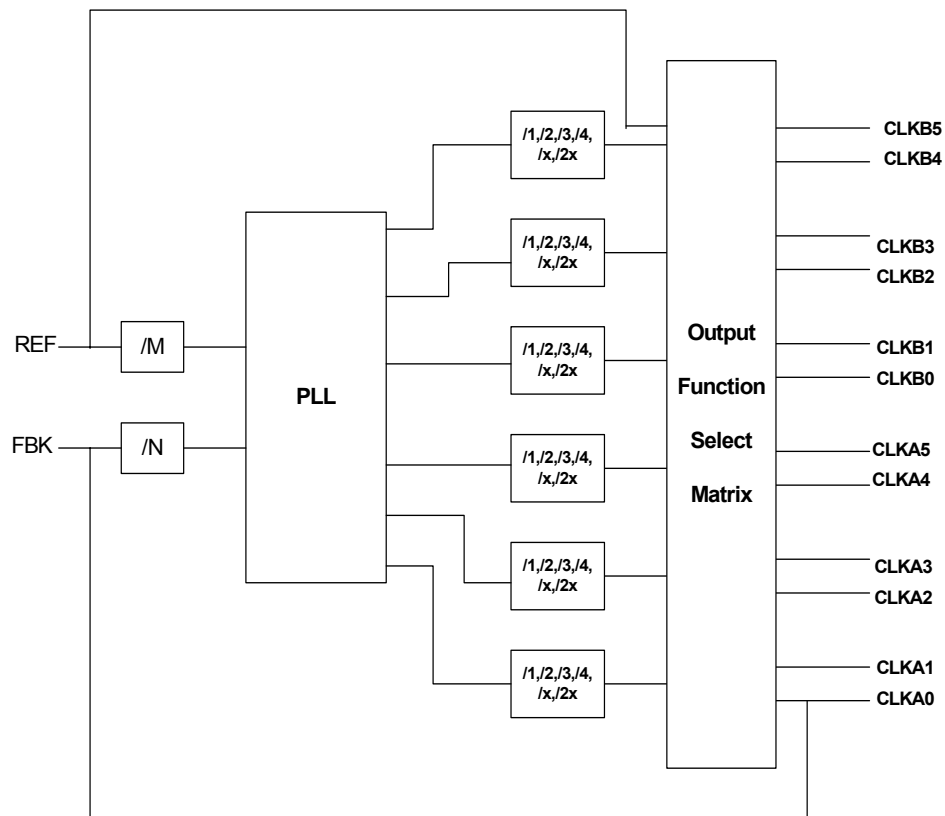 REF
FBK
/M
/N
PLL
/1,/2,/3,/4,
/x,/2x
/1,/2,/3,/4,
/x,/2x
/1,/2,/3,/4,
/x,/2x
/1,/2,/3,/4,
/x,/2x
/1,/2,/3,/4,
/x,/2x
/1,/2,/3,/4,
/x,/2x
Output
Function
Select
Matrix
CLKB5
CLKB4
CLKB3
CLKB2
CLKB1
CLKB0
CLKA5
CLKA4
CLKA3
CLKA2
CLKA1
CLKA0